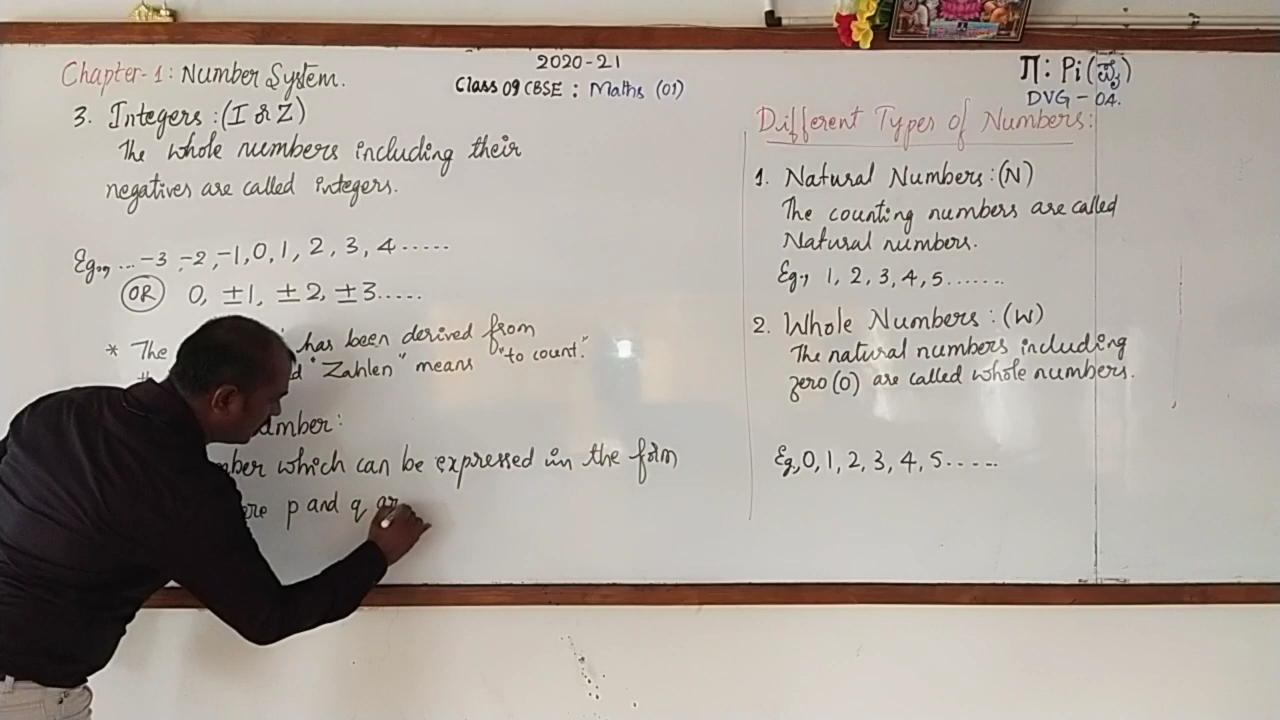 2020-21
Class 09 CBSE : Maths (01)
Π: Pi (ಪೈ)
DVG - 04.
Chapter-1: Number System.
3. Integers :(I & Z)
The whole numbers including their
negatives are called integers.
Eg., ...-3, -2, -1, 0, 1, 2, 3, 4.....
OR 0, ±1, ±2, ±3.....
* The has been derived from
"Zahlen" means "to count."
umber:
mber which can be expressed in the form
ere p and q ar
Different Types of Numbers:
1. Natural Numbers :(N)
The counting numbers are called
Natural numbers.
Eg., 1, 2, 3, 4, 5.......
2. Whole Numbers : (W)
The natural numbers including
zero (0) are called whole numbers.
Eg., 0, 1, 2, 3, 4, 5.....